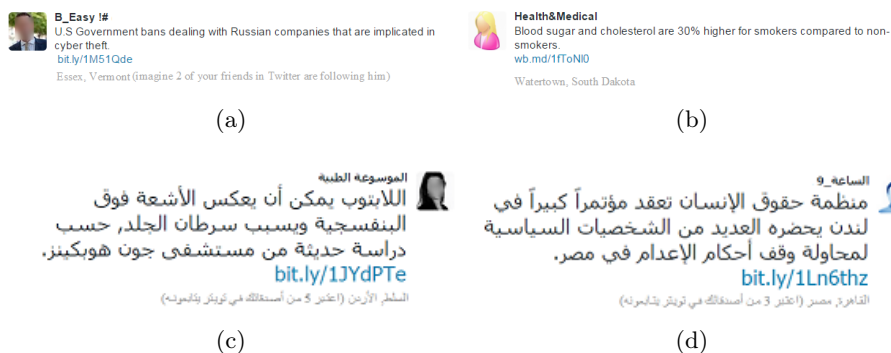 B_Easy !#
U.S Government bans dealing with Russian companies that are implicated in
cyber theft.
bit.ly/1M51Qde
Essex, Vermont (imagine 2 of your friends in Twitter are following him)
(a)
Health&Medical
Blood sugar and cholesterol are 30% higher for smokers compared to non-
smokers.
wb.md/1fToNI0
Watertown, South Dakota
(b)
الموسوعة الطبية
اللابتوب يمكن أن يعكس الأشعة فوق
البنفسجية ويسبب سرطان الجلد, حسب
دراسة حديثة من مستشفى جون هوبكينز.
bit.ly/1JYdPTe
السلط, الأردن (اعتبر 5 من أصدقائك في تويتر يتابعونه)
(c)
الساعة_9
منظمة حقوق الإنسان تعقد مؤتمراً كبيراً في
لندن يحضره العديد من الشخصيات السياسية
لمحاولة وقف أحكام الإعدام في مصر.
bit.ly/1Ln6thz
القاهرة, مصر (اعتبر 3 من أصدقائك في تويتر يتابعونه)
(d)